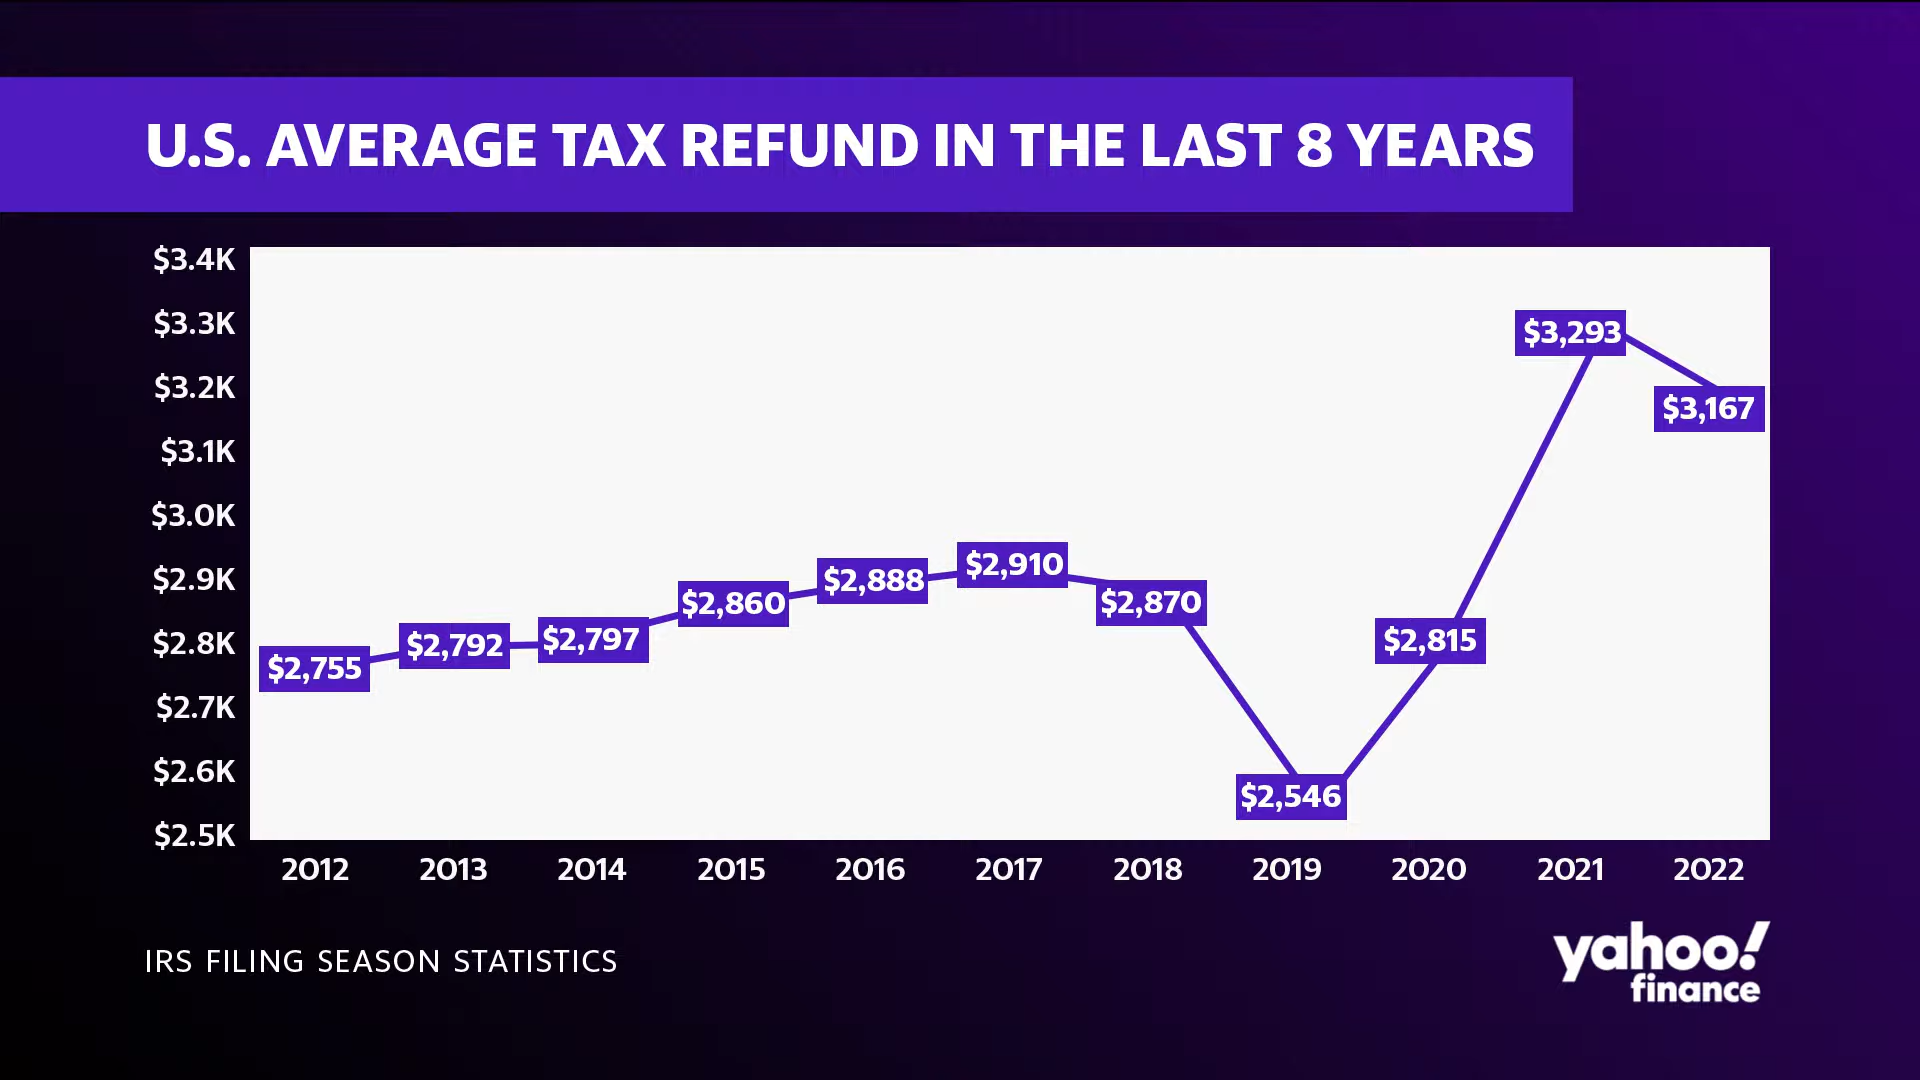 U.S. AVERAGE TAX REFUND IN THE LAST 8 YEARS
$3.4K
$3.3K
$3.2K
$3.1K
$3.0K
$2.9K
$2.8K
$2.7K
$2.6K
$2.5K
$2,755
$2,792
$2,797
$2,860
$2,888
$2,910
$2,870
$2,546
$2,815
$3,293
$3,167
2012 2013 2014 2015 2016 2017 2018 2019 2020 2021 2022
IRS FILING SEASON STATISTICS
yahoo!
finance